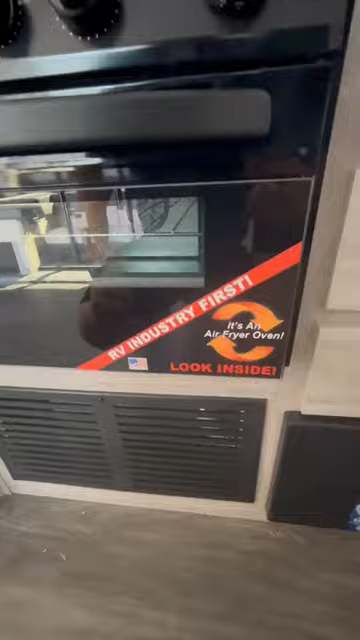 RV INDUSTRY FIRST!
It's An
Air Fryer Oven!
LOOK INSIDE!